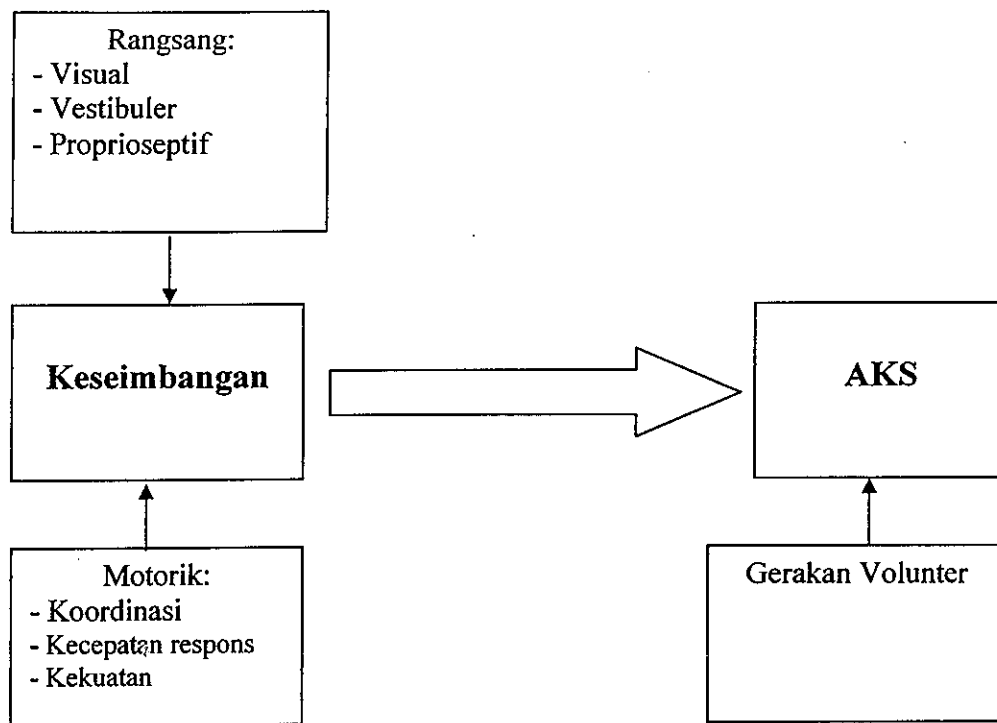 Rangsang:
- Visual
- Vestibuler
- Proprioseptif
Keseimbangan
AKS
Motorik:
- Koordinasi
- Kecepatan respons
- Kekuatan
Gerakan Volunter